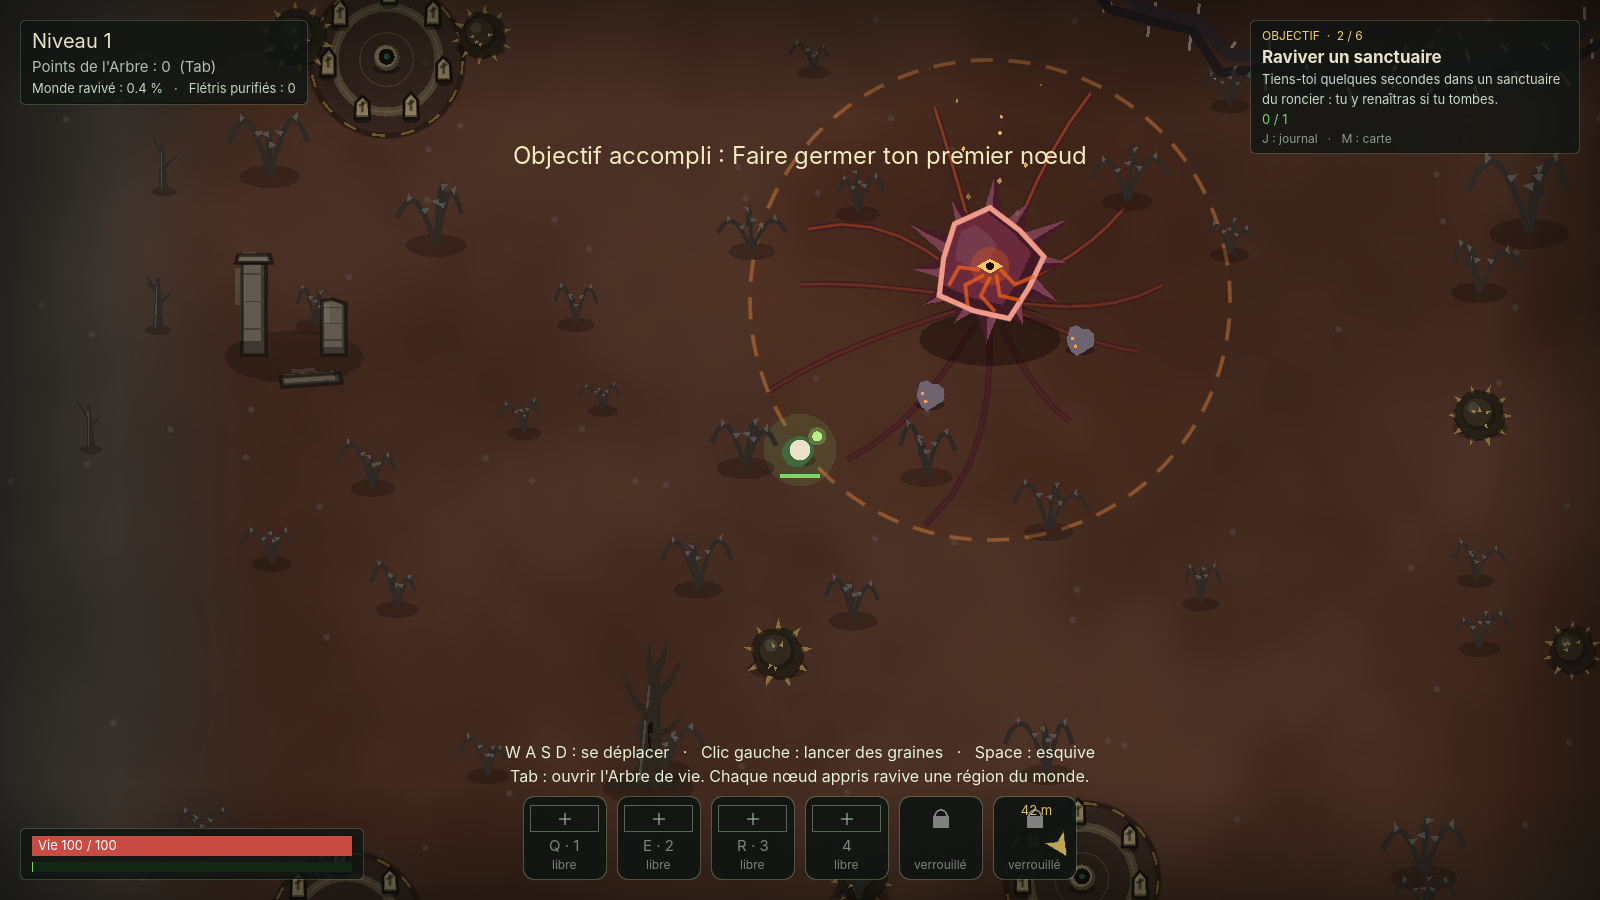 Niveau 1
Points de l'Arbre : 0 (Tab)
Monde ravivé : 0.4 % · Flétris purifiés : 0
OBJECTIF · 2 / 6
Raviver un sanctuaire
Tiens-toi quelques secondes dans un sanctuaire
du roncier : tu y renaîtras si tu tombes.
0 / 1
J : journal · M : carte
Objectif accompli : Faire germer ton premier nœud
W A S D : se déplacer · Clic gauche : lancer des graines · Space : esquive
Tab : ouvrir l'Arbre de vie. Chaque nœud appris ravive une région du monde.
42 m
Q · 1
E · 2
R · 3
4
libre
libre
libre
libre
verrouillé
verrouillé
Vie 100 / 100